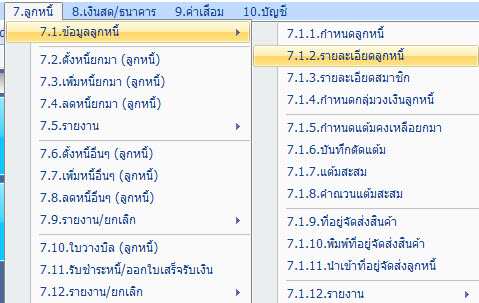 7.ลูกหนี้ 8.เงินสด/ธนาคาร 9.ค่าเสื่อม 10.บัญชี
7.1.ข้อมูลลูกหนี้
7.2.ตั้งหนี้ยกมา (ลูกหนี้)
7.3.เพิ่มหนี้ยกมา (ลูกหนี้)
7.4.ลดหนี้ยกมา (ลูกหนี้)
7.5.รายงาน
7.6.ตั้งหนี้อื่นๆ (ลูกหนี้)
7.7.เพิ่มหนี้อื่นๆ (ลูกหนี้)
7.8.ลดหนี้อื่นๆ (ลูกหนี้)
7.9.รายงาน/ยกเลิก
7.10.ใบวางบิล (ลูกหนี้)
7.11.รับชำระหนี้/ออกใบเสร็จรับเงิน
7.12.รายงาน/ยกเลิก
7.1.1.กำหนดลูกหนี้
7.1.2.รายละเอียดลูกหนี้
7.1.3.รายละเอียดสมาชิก
7.1.4.กำหนดกลุ่มวงเงินลูกหนี้
7.1.5.กำหนดแต้มคงเหลือยกมา
7.1.6.บันทึกตัดแต้ม
7.1.7.แต้มสะสม
7.1.8.คำณวนแต้มสะสม
7.1.9.ที่อยู่จัดส่งสินค้า
7.1.10.พิมพ์ที่อยู่จัดส่งสินค้า
7.1.11.นำเข้าที่อยู่จัดส่งลูกหนี้
7.1.12.รายงาน